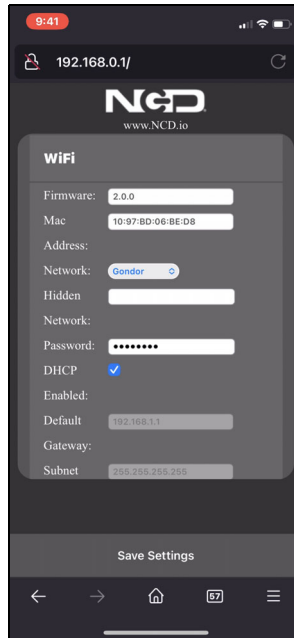 9:41
192.168.0.1/
NCD
www.NCD.io
WiFi
Firmware: 2.0.0
Mac 10:97:BD:06:BE:D8
Address:
Network: Gondor
Hidden
Network:
Password: ••••••••
DHCP
Enabled:
Default 192.168.1.1
Gateway:
Subnet 255.255.255.255
Save Settings
57